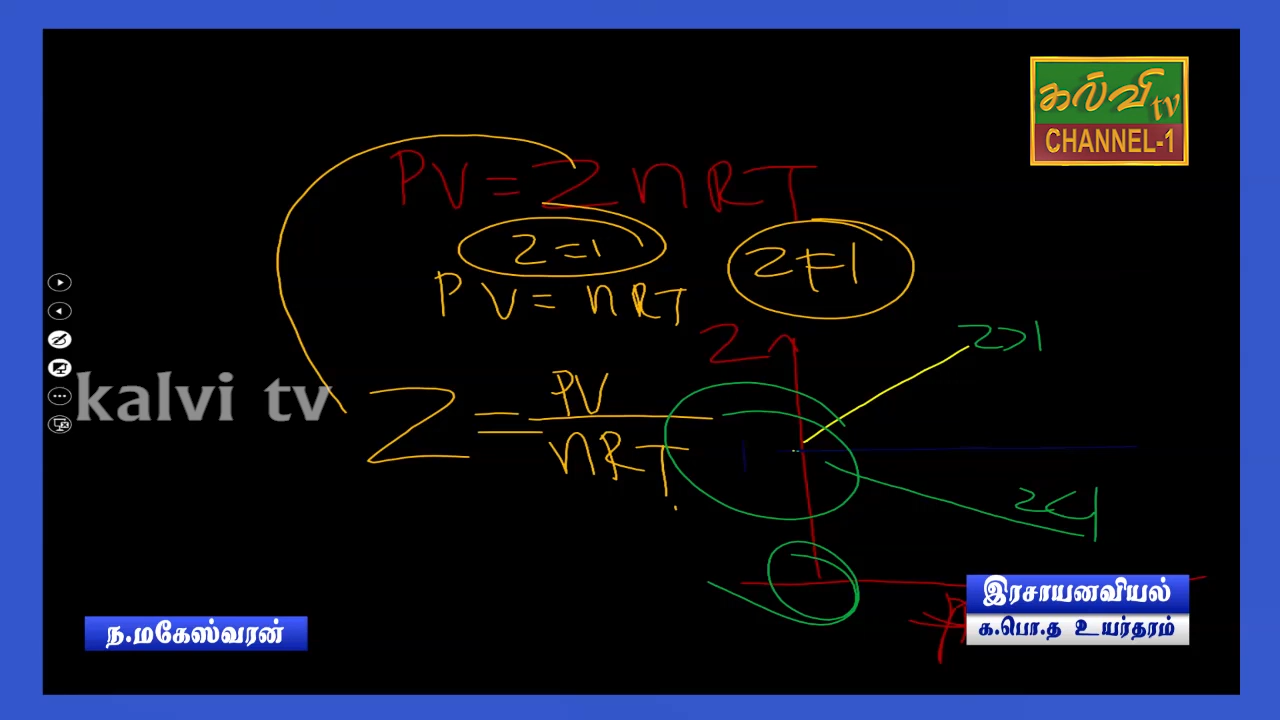 கல்வி tv
CHANNEL-1
PV = Z n R T
Z = 1
Z ≠ 1
PV = nRT
Z
Z > 1
kalvi tv
Z = PV / nRT
1
Z < 1
இரசாயனவியல்
ந.மகேஸ்வரன்
க.பொ.த உயர்தரம்